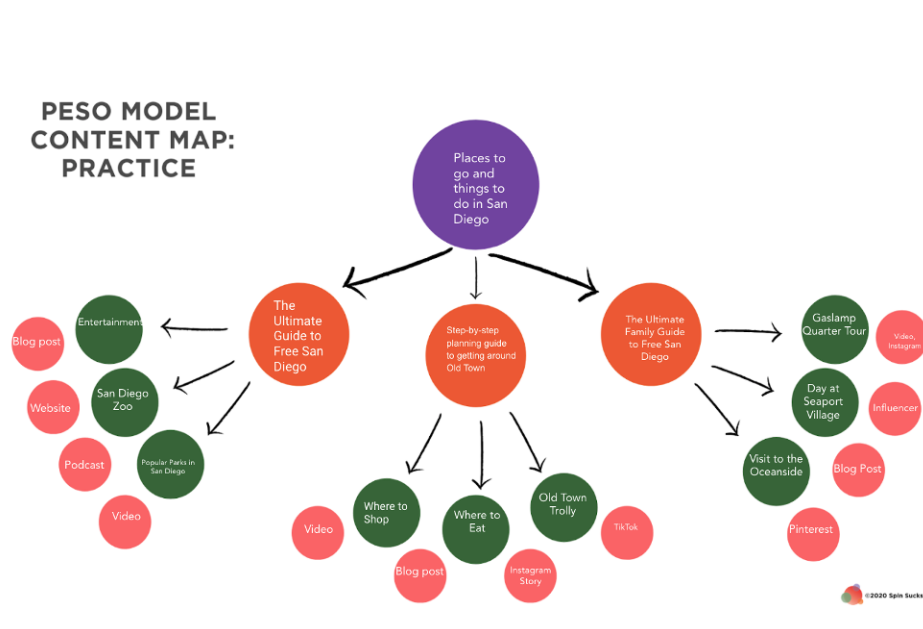 PESO MODEL
CONTENT MAP:
PRACTICE
Places to
go and
things to
do in San
Diego
The
Ultimate
Guide to
Free San
Diego
Step-by-step
planning guide
to getting around
Old Town
The Ultimate
Family Guide
to Free San
Diego
Entertainment
Blog post
San Diego
Zoo
Website
Popular Parks in
San Diego
Podcast
Video
Where to
Shop
Video
Where to
Eat
Blog post
Old Town
Trolly
Instagram
Story
TikTok
Gaslamp
Quarter Tour
Video,
Instagram
Day at
Seaport
Village
Influencer
Visit to the
Oceanside
Blog Post
Pinterest
©2020 Spin Sucks